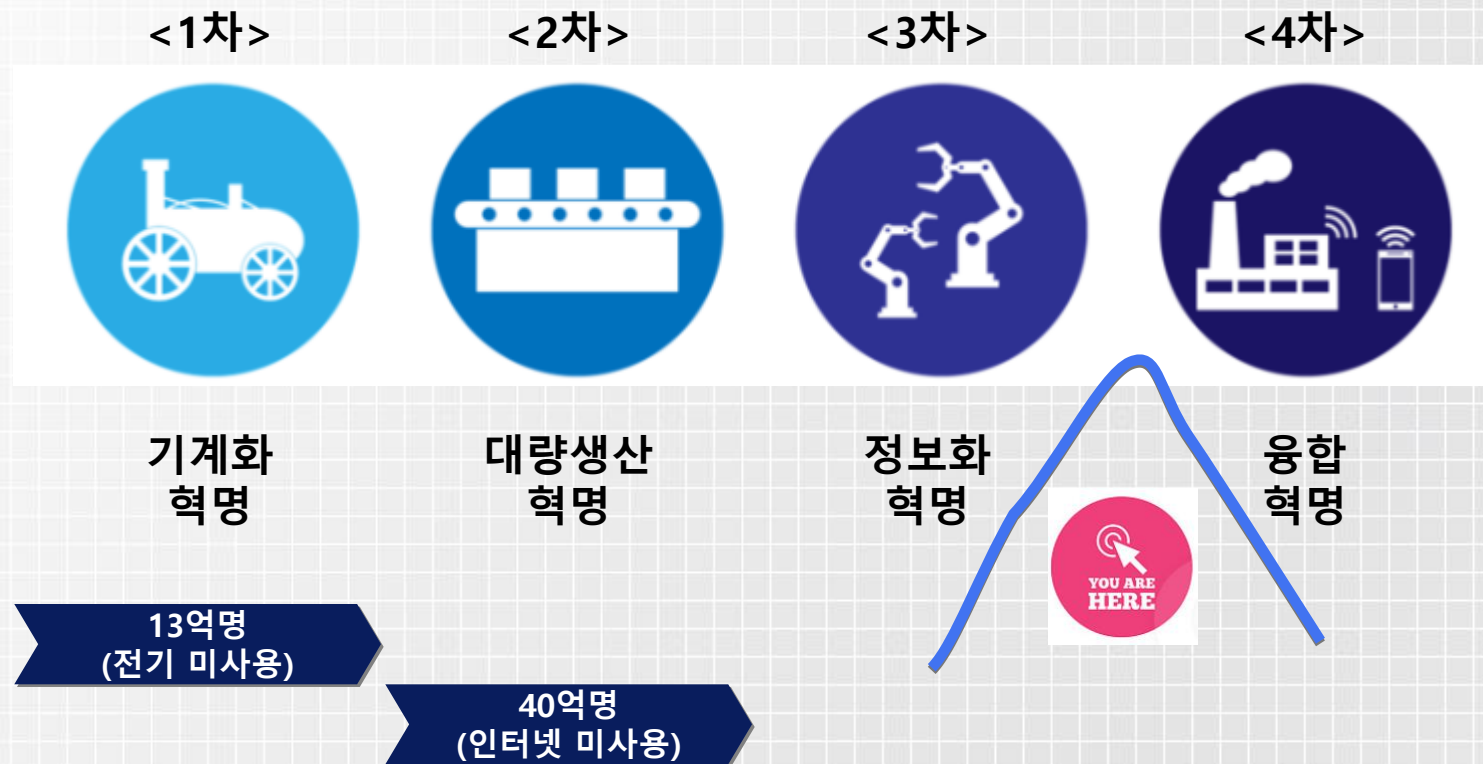 <1차>
<2차>
<3차>
<4차>
기계화
혁명
대량생산
혁명
정보화
혁명
융합
혁명
YOU ARE
HERE
13억명
(전기 미사용)
40억명
(인터넷 미사용)